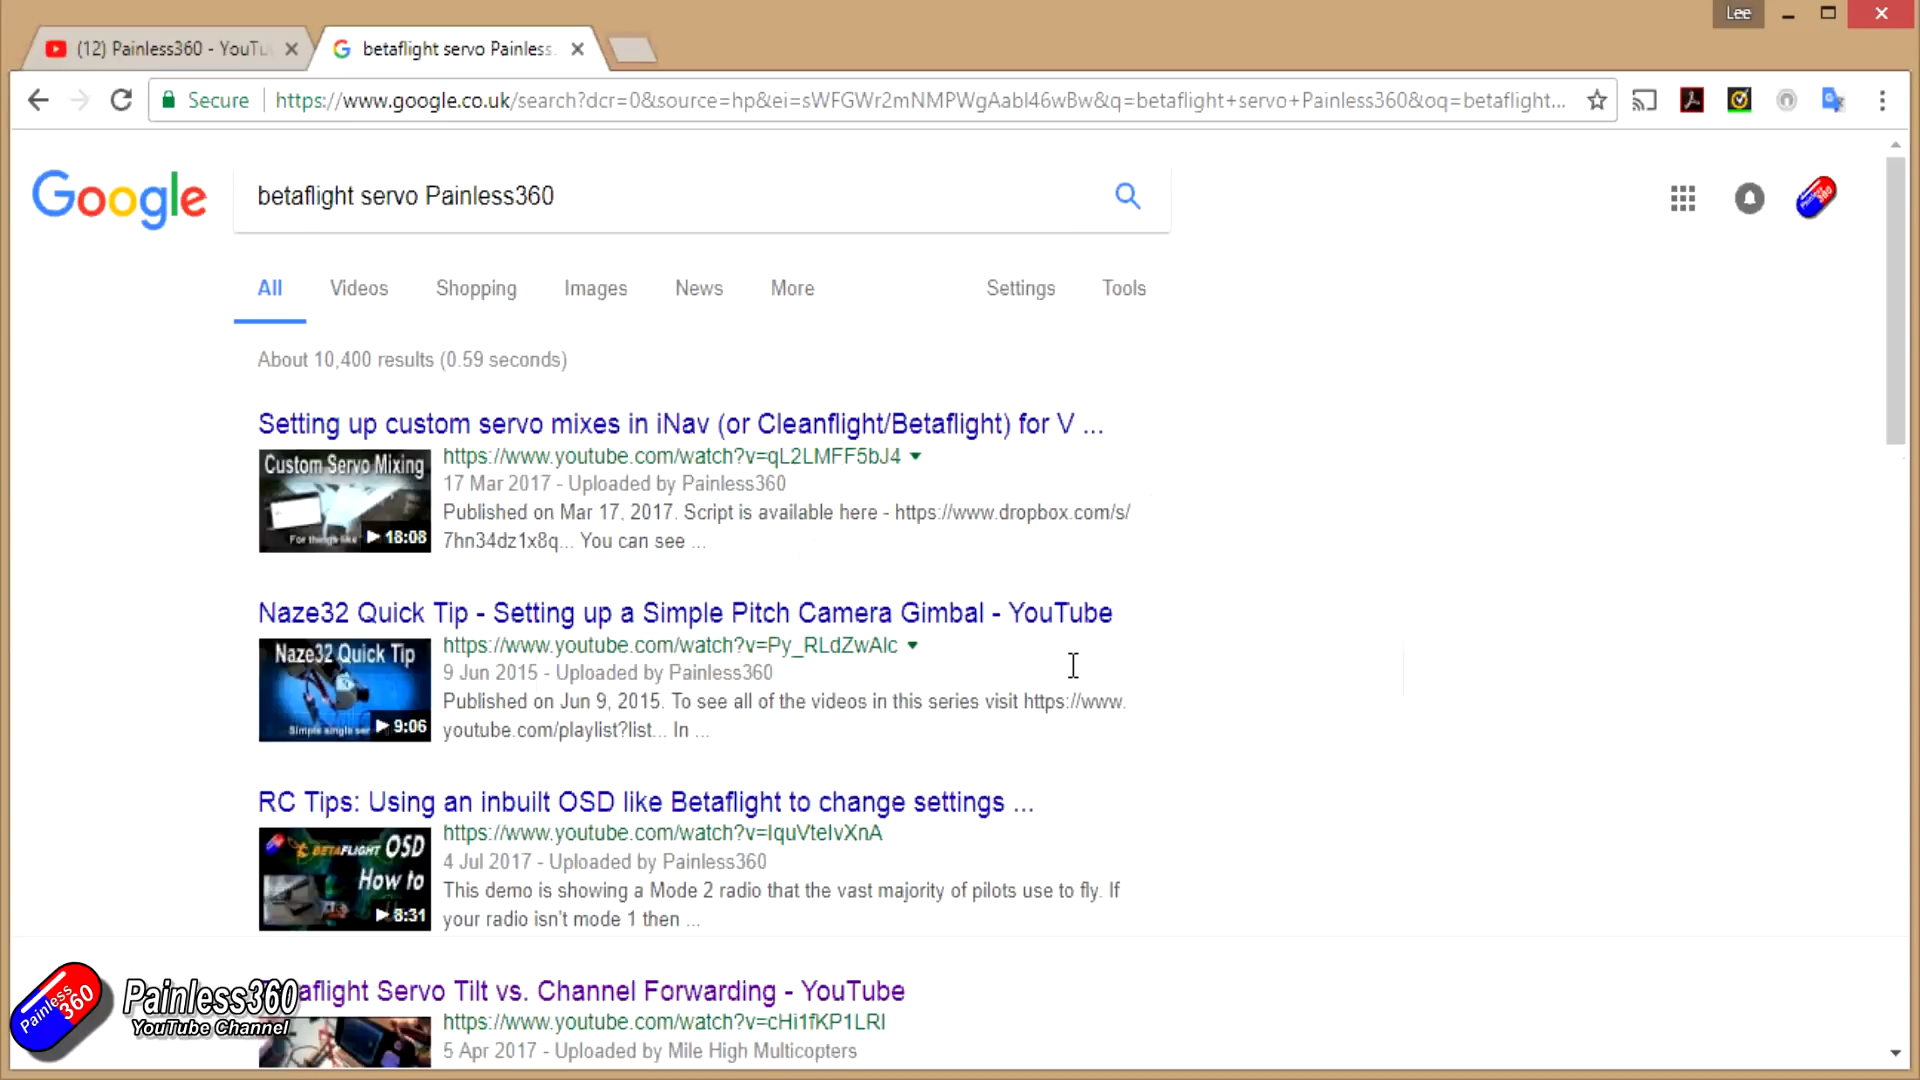 Lee
(12) Painless360 - YouTu
betaflight servo Painless
Secure
https://www.google.co.uk/search?dcr=0&source=hp&ei=sWFGWr2mNMPWgAabl46wBw&q=betaflight+servo+Painless360&oq=betaflight...
Google
betaflight servo Painless360
All
Videos
Shopping
Images
News
More
Settings
Tools
About 10,400 results (0.59 seconds)
Setting up custom servo mixes in iNav (or Cleanflight/Betaflight) for V ...
Custom Servo Mixing
For things like
18:08
https://www.youtube.com/watch?v=qL2LMFF5bJ4
17 Mar 2017 - Uploaded by Painless360
Published on Mar 17, 2017. Script is available here - https://www.dropbox.com/s/
7hn34dz1x8q... You can see ...
Naze32 Quick Tip - Setting up a Simple Pitch Camera Gimbal - YouTube
Naze32 Quick Tip
Simple single ser
9:06
https://www.youtube.com/watch?v=Py_RLdZwAlc
9 Jun 2015 - Uploaded by Painless360
Published on Jun 9, 2015. To see all of the videos in this series visit https://www.
youtube.com/playlist?list... In ...
RC Tips: Using an inbuilt OSD like Betaflight to change settings ...
BETAFLIGHT OSD
How to
8:31
https://www.youtube.com/watch?v=IquVteIvXnA
4 Jul 2017 - Uploaded by Painless360
This demo is showing a Mode 2 radio that the vast majority of pilots use to fly. If
your radio isn't mode 1 then ...
aflight Servo Tilt vs. Channel Forwarding - YouTube
https://www.youtube.com/watch?v=cHi1fKP1LRI
5 Apr 2017 - Uploaded by Mile High Multicopters
Painless 360
Painless360
YouTube Channel